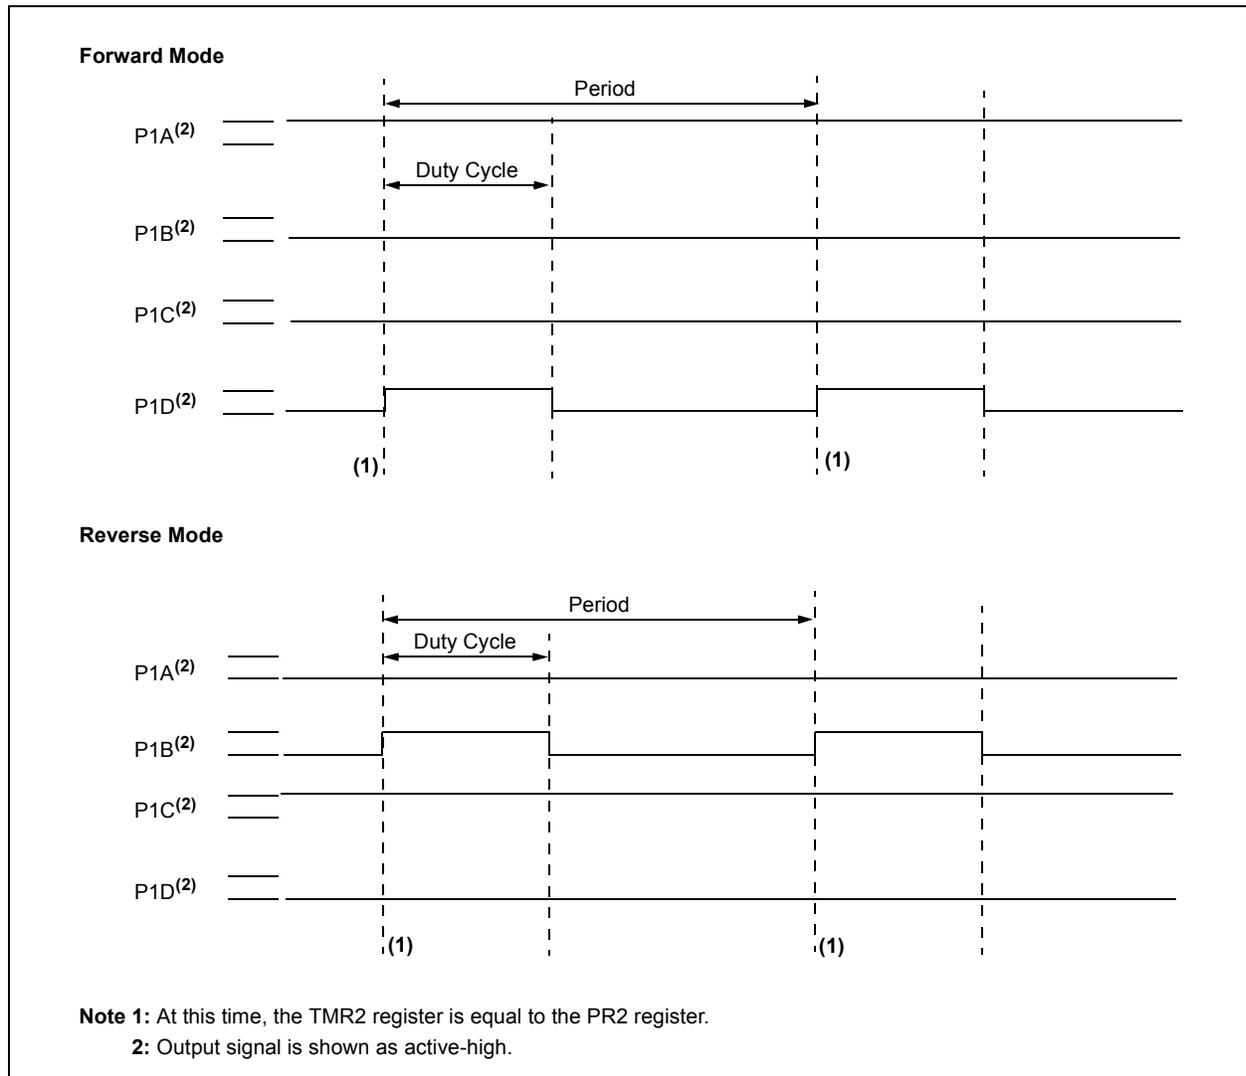 Forward Mode
Period
P1A(2)
Duty Cycle
P1B(2)
P1C(2)
P1D(2)
(1)
(1)
Reverse Mode
Period
Duty Cycle
P1A(2)
P1B(2)
P1C(2)
P1D(2)
(1)
(1)
Note 1: At this time, the TMR2 register is equal to the PR2 register.
2: Output signal is shown as active-high.